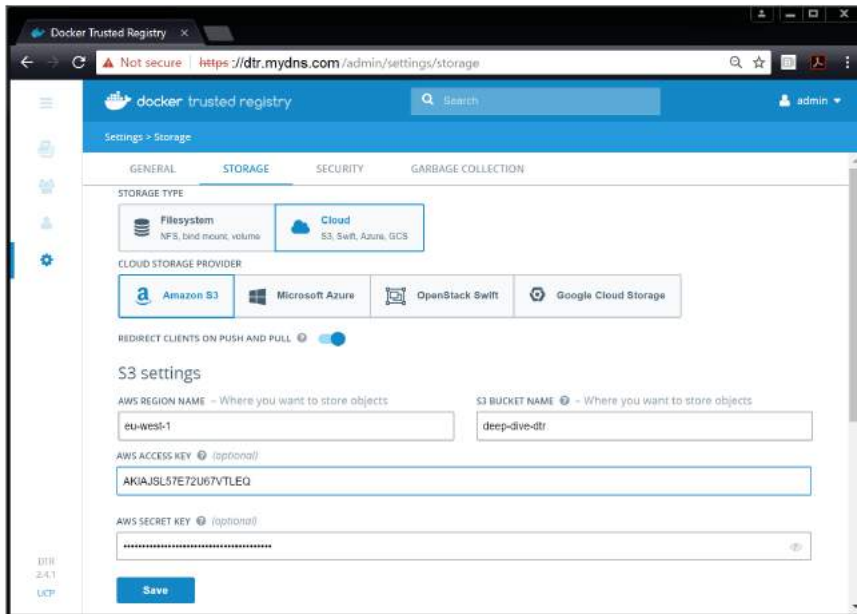 Docker Trusted Registry
Not secure | https://dtr.mydns.com/admin/settings/storage
docker trusted registry
Search
admin
Settings > Storage
GENERAL STORAGE SECURITY GARBAGE COLLECTION
STORAGE TYPE
Filesystem
NFS, bind mount, volume
Cloud
S3, Swift, Azure, GCS
CLOUD STORAGE PROVIDER
Amazon S3 Microsoft Azure OpenStack Swift Google Cloud Storage
REDIRECT CLIENTS ON PUSH AND PULL
S3 settings
AWS REGION NAME – Where you want to store objects
eu-west-1
S3 BUCKET NAME – Where you want to store objects
deep-dive-dtr
AWS ACCESS KEY (optional)
AKIAJSL57E72U67VTLEQ
AWS SECRET KEY (optional)
••••••••••••••••••••••••••••••••••••••••
Save
DTR
2.4.1
UCP